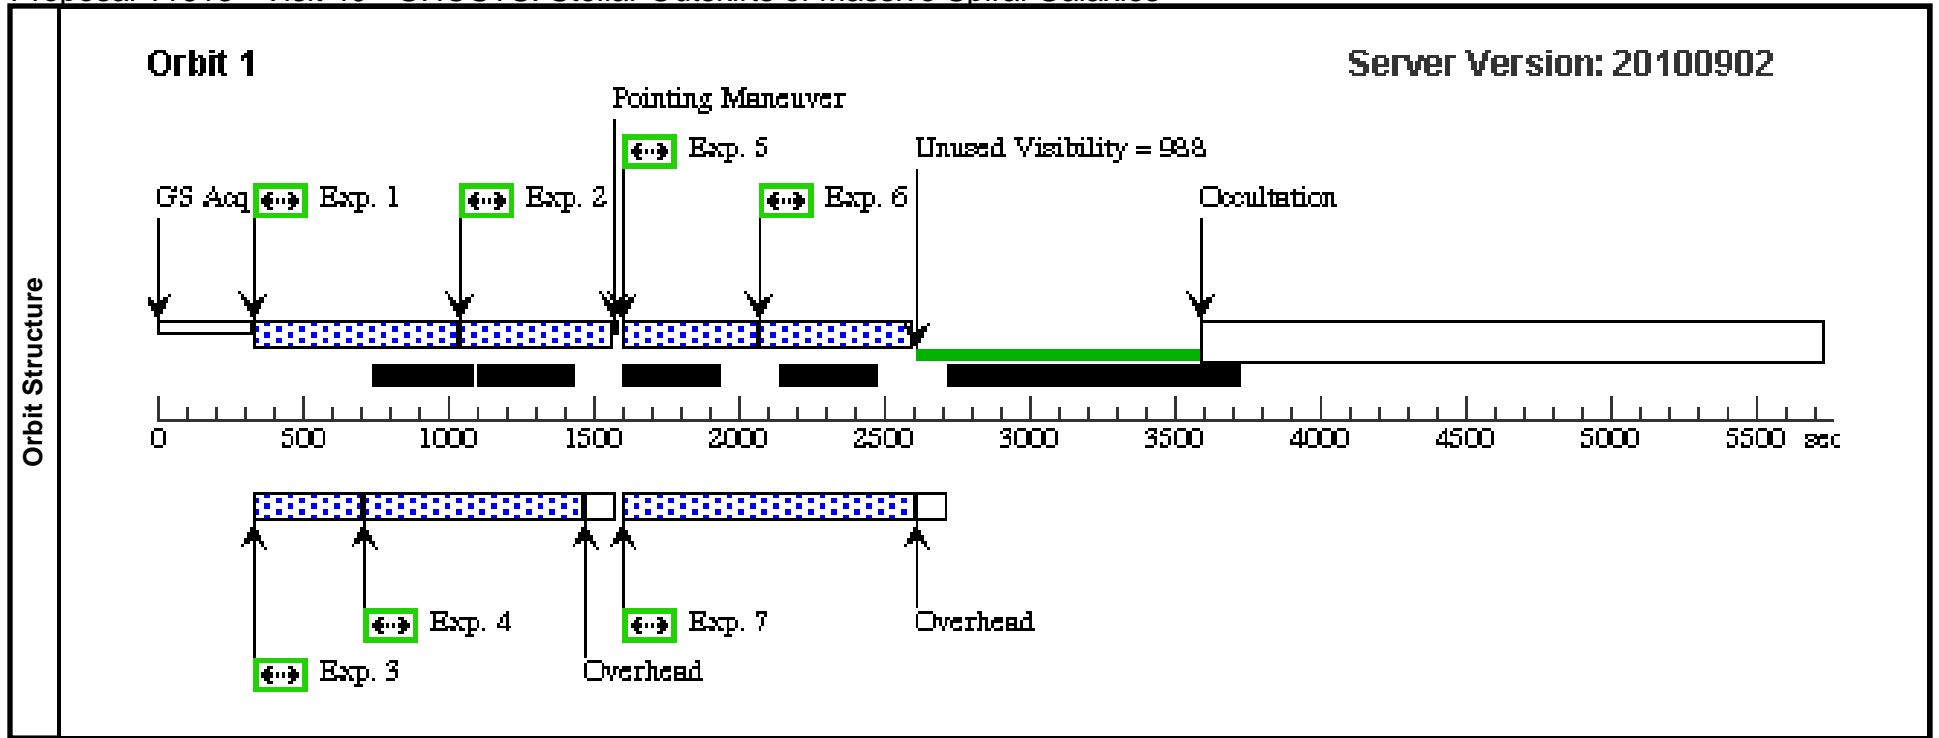 Orbit 1
Server Version: 20100902
Pointing Maneuver
Exp. 5
Unused Visibility = 988
GS Acq
Exp. 1
Exp. 2
Exp. 6
Occultation
Orbit Structure
0 500 1000 1500 2000 2500 3000 3500 4000 4500 5000 5500 sec
Exp. 4
Exp. 7
Overhead
Exp. 3
Overhead